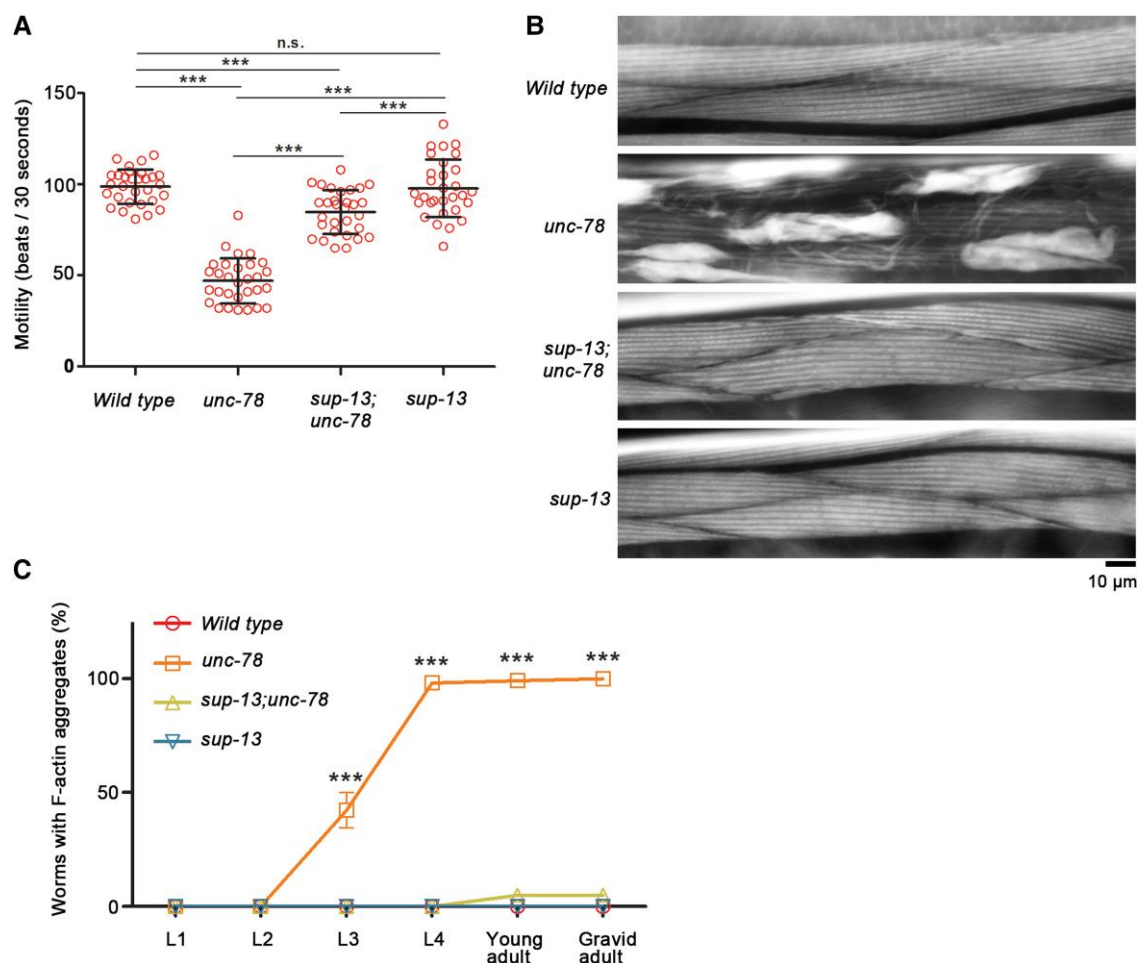 A
n.s.
***
***
***
***
***
150
100
50
0
Motility (beats / 30 seconds)
Wild type
unc-78
sup-13;
unc-78
sup-13
B
Wild type
unc-78
sup-13;
unc-78
sup-13
10 µm
C
Worms with F-actin aggregates (%)
Wild type
unc-78
sup-13;unc-78
sup-13
100
50
0
***
***
***
***
L1
L2
L3
L4
Young
adult
Gravid
adult